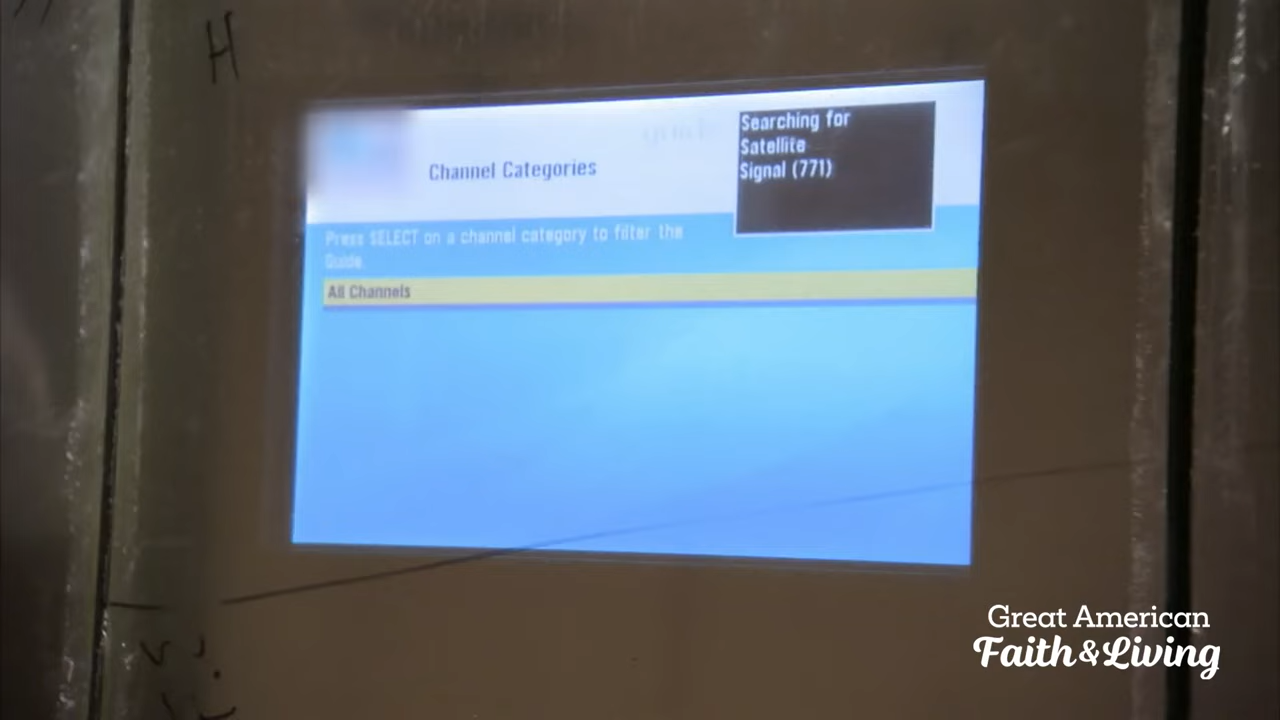 H
Channel Categories
Searching for
Satellite
Signal (771)
Press SELECT on a channel category to filter the
Guide.
All Channels
Great American
Faith & Living